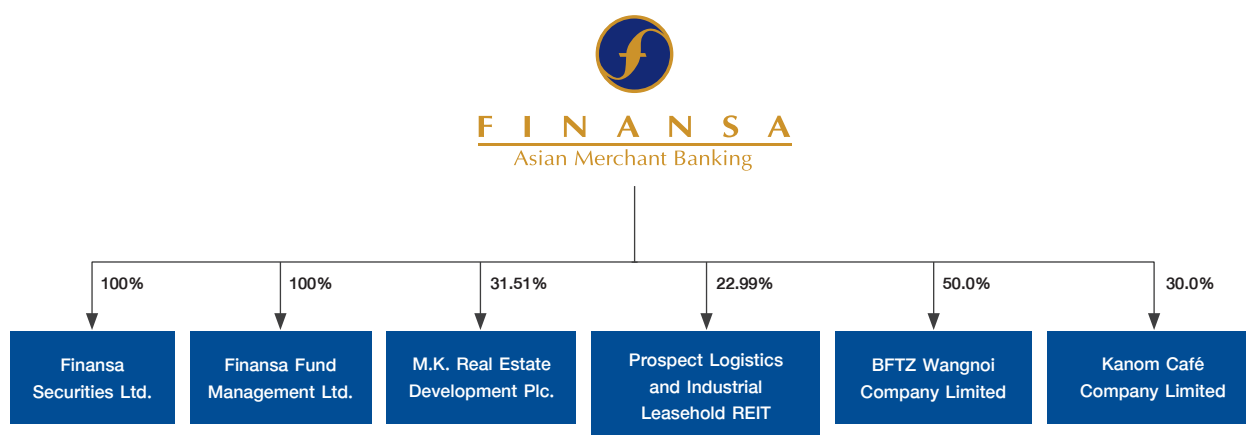 f
FINANSA
Asian Merchant Banking
100%
100%
31.51%
22.99%
50.0%
30.0%
Finansa
Securities Ltd.
Finansa Fund
Management Ltd.
M.K. Real Estate
Development Plc.
Prospect Logistics
and Industrial
Leasehold REIT
BFTZ Wangnoi
Company Limited
Kanom Café
Company Limited